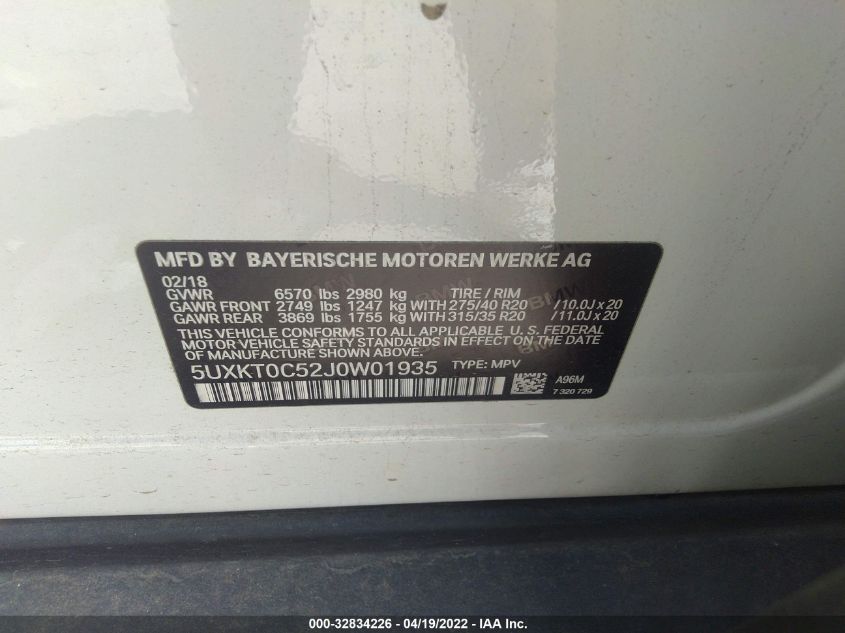 MFD BY BAYERISCHE MOTOREN WERKE AG
02/18
GVWR 6570 lbs 2980 kg TIRE / RIM
GAWR FRONT 2749 lbs 1247 kg WITH 275/40 R20 /10.0J x 20
GAWR REAR 3869 lbs 1755 kg WITH 315/35 R20 /11.0J x 20
THIS VEHICLE CONFORMS TO ALL APPLICABLE U. S. FEDERAL
MOTOR VEHICLE SAFETY STANDARDS IN EFFECT ON THE DATE
OF MANUFACTURE SHOWN ABOVE.
5UXKT0C52J0W01935 TYPE: MPV
A96M
7 320 729
000-32834226 - 04/19/2022 - IAA Inc.